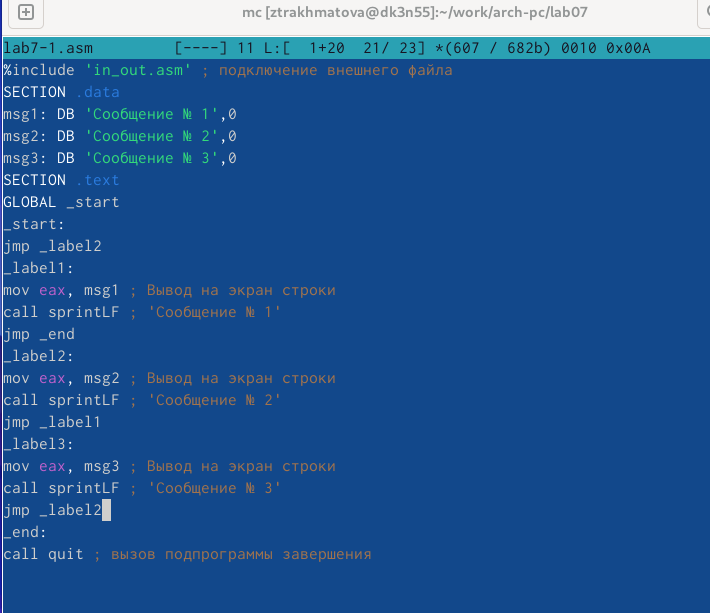 mc [ztrakhmatova@dk3n55]:~/work/arch-pc/lab07
lab7-1.asm [----] 11 L:[ 1+20 21/ 23] *(607 / 682b) 0010 0x00A
%include 'in_out.asm' ; подключение внешнего файла
SECTION .data
msg1: DB 'Сообщение № 1',0
msg2: DB 'Сообщение № 2',0
msg3: DB 'Сообщение № 3',0
SECTION .text
GLOBAL _start
_start:
jmp _label2
_label1:
mov eax, msg1 ; Вывод на экран строки
call sprintLF ; 'Сообщение № 1'
jmp _end
_label2:
mov eax, msg2 ; Вывод на экран строки
call sprintLF ; 'Сообщение № 2'
jmp _label1
_label3:
mov eax, msg3 ; Вывод на экран строки
call sprintLF ; 'Сообщение № 3'
jmp _label2
_end:
call quit ; вызов подпрограммы завершения